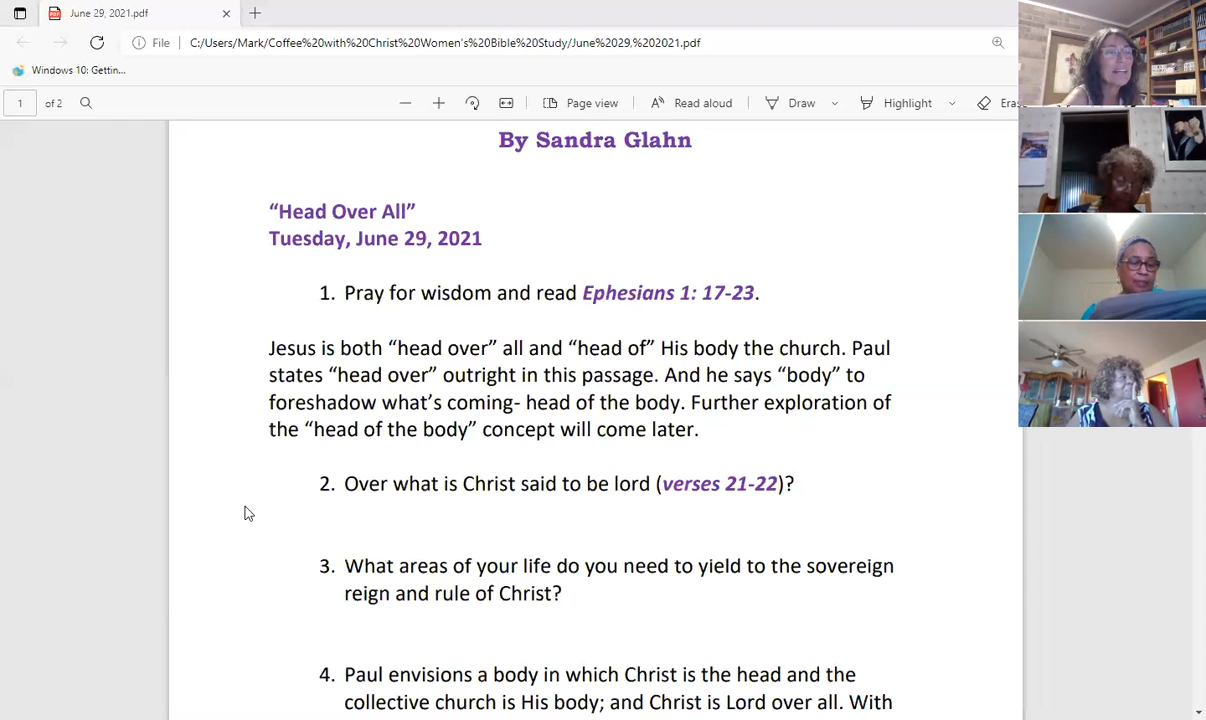 June 29, 2021.pdf
File C:/Users/Mark/Coffee%20with%20Christ%20Women's%20Bible%20Study/June%2029,%202021.pdf
Windows 10: Gettin...
1 of 2 Page view Read aloud Draw Highlight Eras
By Sandra Glahn
“Head Over All”
Tuesday, June 29, 2021
1. Pray for wisdom and read Ephesians 1: 17-23.
Jesus is both “head over” all and “head of” His body the church. Paul
states “head over” outright in this passage. And he says “body” to
foreshadow what’s coming- head of the body. Further exploration of
the “head of the body” concept will come later.
2. Over what is Christ said to be lord (verses 21-22)?
3. What areas of your life do you need to yield to the sovereign
reign and rule of Christ?
4. Paul envisions a body in which Christ is the head and the
collective church is His body; and Christ is Lord over all. With